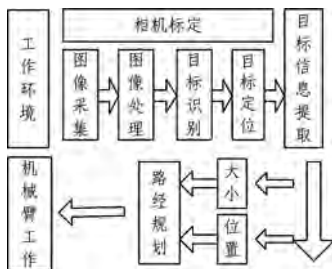 工作环境
相机标定
图像采集
图像处理
目标识别
目标定位
目标信息提取
机械臂工作
路经规划
大小
位置